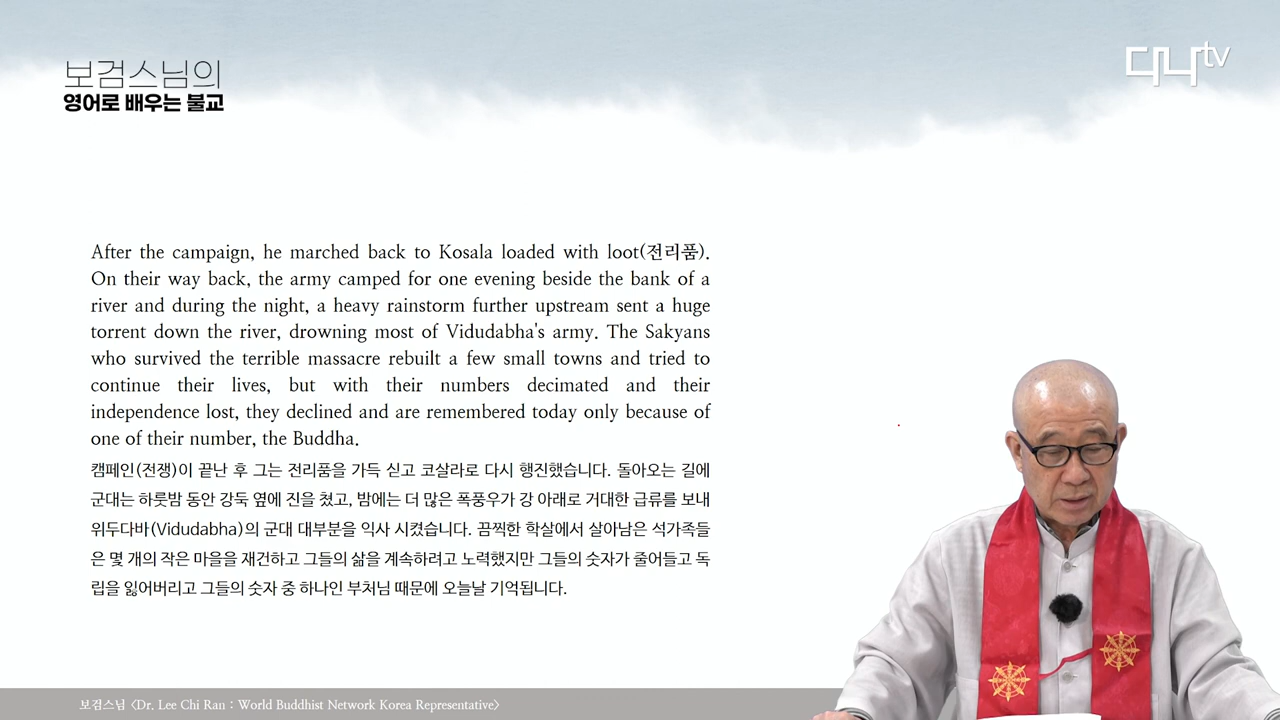 보검스님의
영어로 배우는 불교
다나tv
After the campaign, he marched back to Kosala loaded with loot(전리품).
On their way back, the army camped for one evening beside the bank of a
river and during the night, a heavy rainstorm further upstream sent a huge
torrent down the river, drowning most of Vidudabha's army. The Sakyans
who survived the terrible massacre rebuilt a few small towns and tried to
continue their lives, but with their numbers decimated and their
independence lost, they declined and are remembered today only because of
one of their number, the Buddha.
캠페인(전쟁)이 끝난 후 그는 전리품을 가득 싣고 코살라로 다시 행진했습니다. 돌아오는 길에
군대는 하룻밤 동안 강둑 옆에 진을 쳤고, 밤에는 더 많은 폭풍우가 강 아래로 거대한 급류를 보내
위두다바(Vidudabha)의 군대 대부분을 익사 시켰습니다. 끔찍한 학살에서 살아남은 석가족들
은 몇 개의 작은 마을을 재건하고 그들의 삶을 계속하려고 노력했지만 그들의 숫자가 줄어들고 독
립을 잃어버리고 그들의 숫자 중 하나인 부처님 때문에 오늘날 기억됩니다.
보검스님 <Dr. Lee Chi Ran : World Buddhist Network Korea Representative>